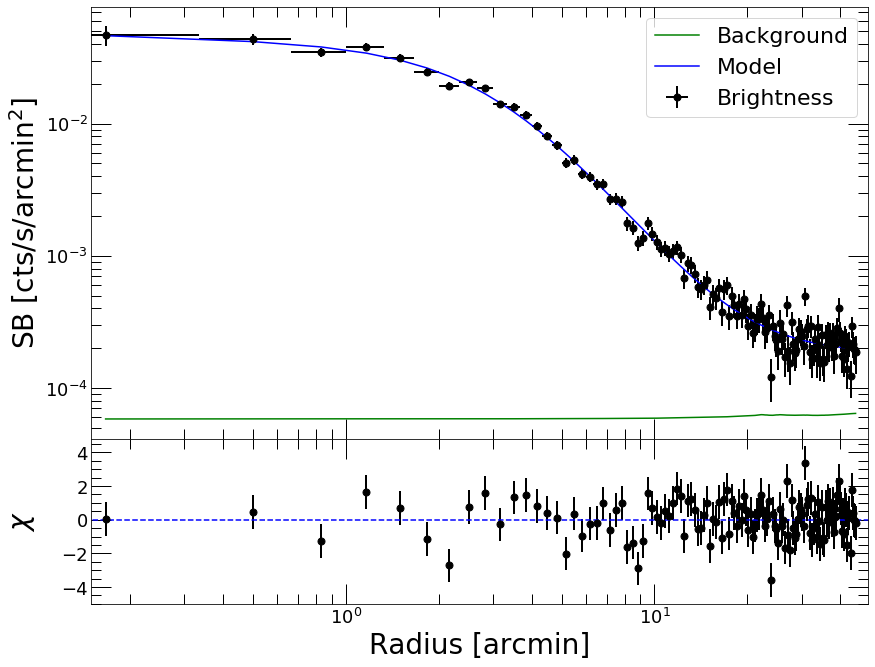 Background
Model
Brightness
SB [cts/s/arcmin²]
10⁻²
10⁻³
10⁻⁴
χ
4
2
0
−2
−4
10⁰
10¹
Radius [arcmin]